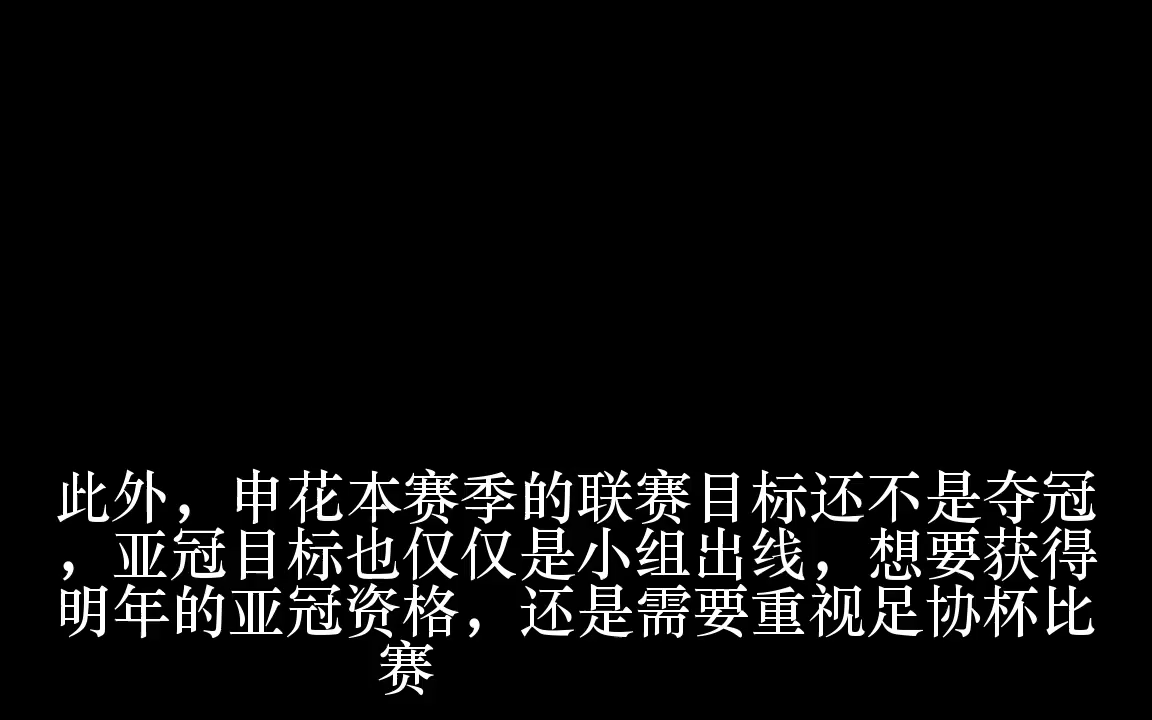 此外，申花本赛季的联赛目标还不是夺冠
，亚冠目标也仅仅是小组出线，想要获得
明年的亚冠资格，还是需要重视足协杯比
赛